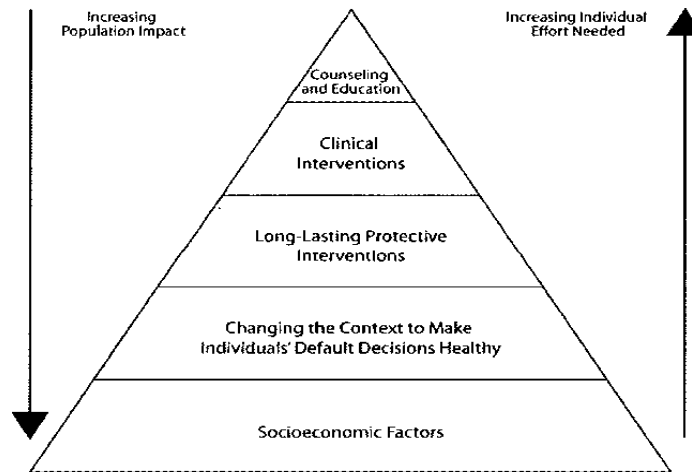 Increasing
Population Impact
Increasing Individual
Effort Needed
Counseling
and Education
Clinical
Interventions
Long-Lasting Protective
Interventions
Changing the Context to Make
Individuals' Default Decisions Healthy
Socioeconomic Factors